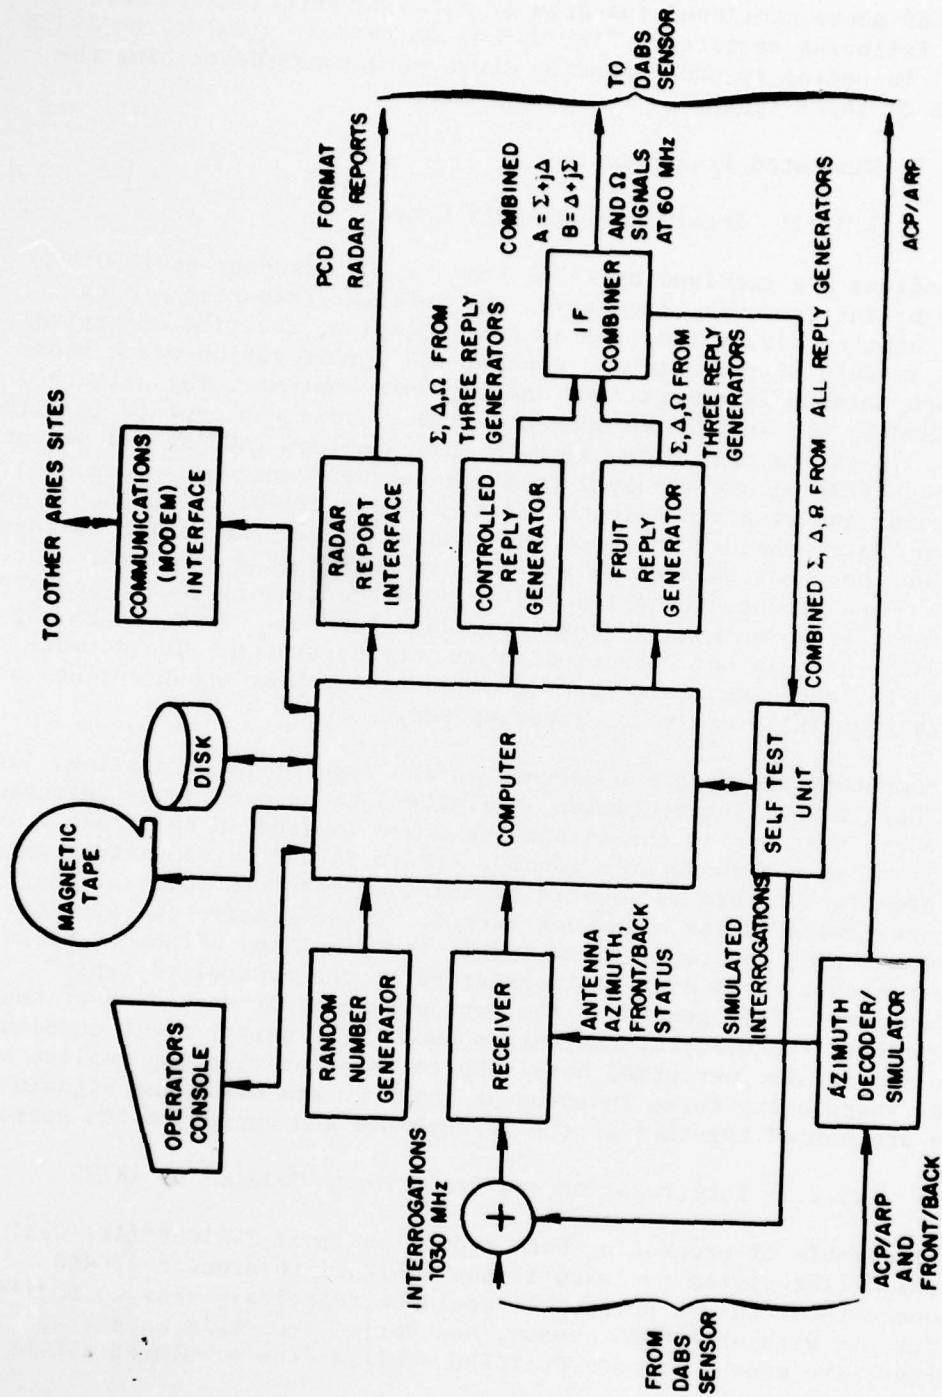 TO OTHER ARIES SITES
MAGNETIC
TAPE
DISK
COMMUNICATIONS
(MODEM)
INTERFACE
OPERATORS
CONSOLE
PCD FORMAT
RADAR REPORTS
RANDOM
NUMBER
GENERATOR
COMPUTER
RADAR
REPORT
INTERFACE
Σ, Δ, Ω FROM
THREE REPLY
GENERATORS
COMBINED
A = Σ+jΔ
B = Δ+jΣ
AND Ω
SIGNALS
AT 60 MHz
TO
DABS
SENSOR
INTERROGATIONS
1030 MHz
+
RECEIVER
CONTROLLED
REPLY
GENERATOR
IF
COMBINER
FRUIT
REPLY
GENERATOR
Σ, Δ, Ω FROM
THREE REPLY
GENERATORS
ANTENNA
AZIMUTH,
FRONT/BACK
STATUS
FROM
DABS
SENSOR
SIMULATED
INTERROGATIONS
SELF TEST
UNIT
COMBINED Σ, Δ, Ω FROM ALL REPLY GENERATORS
ACP/ARP
AND
FRONT/BACK
AZIMUTH
DECODER/
SIMULATOR
ACP/ARP